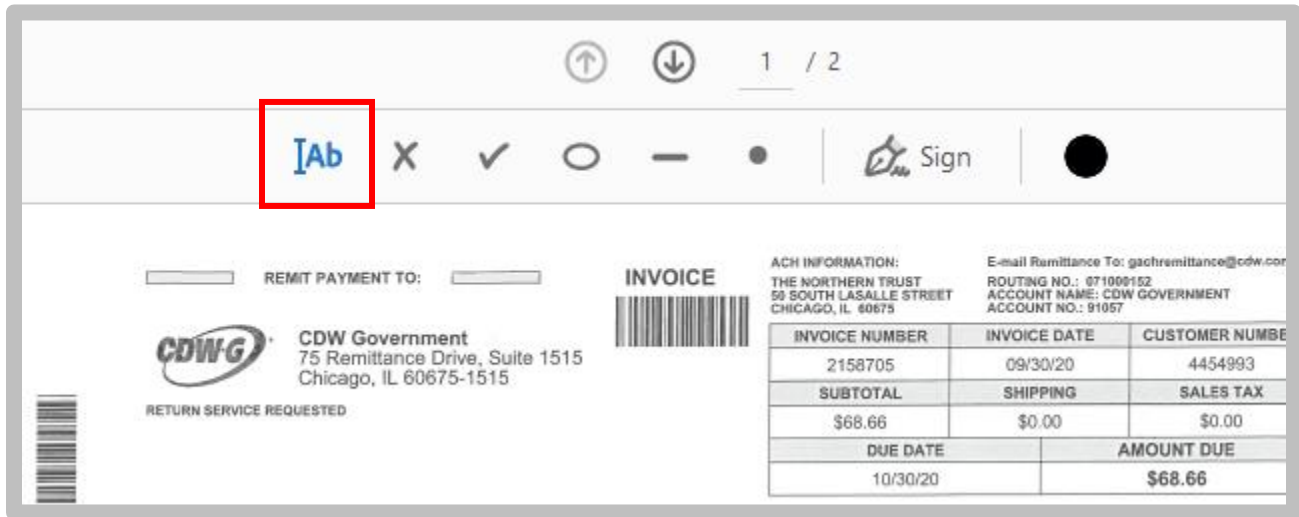 1 / 2
Ab
Sign
REMIT PAYMENT TO:
INVOICE
CDW·G
CDW Government
75 Remittance Drive, Suite 1515
Chicago, IL 60675-1515
RETURN SERVICE REQUESTED
ACH INFORMATION:
THE NORTHERN TRUST
50 SOUTH LASALLE STREET
CHICAGO, IL 60675
E-mail Remittance To: gachremittance@cdw.com
ROUTING NO.: 071000152
ACCOUNT NAME: CDW GOVERNMENT
ACCOUNT NO.: 91057
INVOICE NUMBER INVOICE DATE CUSTOMER NUMBE
2158705 09/30/20 4454993
SUBTOTAL SHIPPING SALES TAX
$68.66 $0.00 $0.00
DUE DATE AMOUNT DUE
10/30/20 $68.66